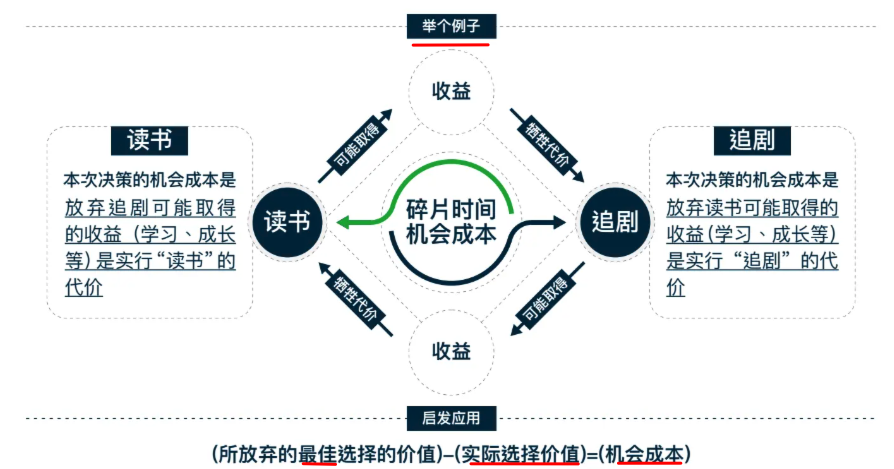 举个例子
收益
可能取得
牺牲代价
读书
本次决策的机会成本是
放弃追剧可能取得
的收益（学习、成长
等）是实行“读书”的
代价
读书
碎片时间
机会成本
追剧
追剧
本次决策的机会成本是
放弃读书可能取得的
收益（学习、成长等）
是实行“追剧”的代
价
牺牲代价
可能取得
收益
启发应用
(所放弃的最佳选择的价值)–(实际选择价值)=(机会成本)